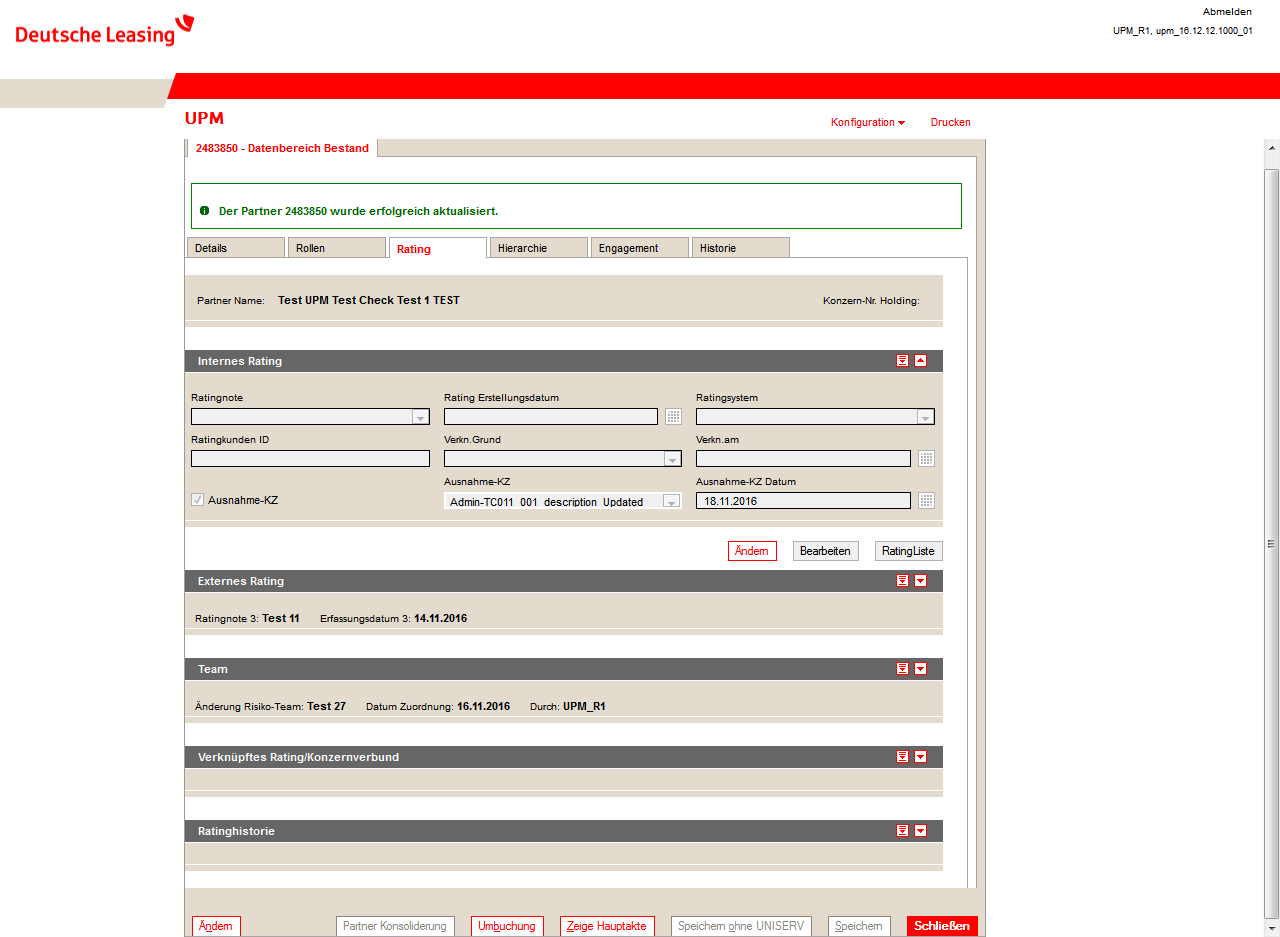 Deutsche Leasing
Abmelden
UPM_R1, upm_16.12.12.1000_01
UPM
Konfiguration Drucken
2483850 - Datenbereich Bestand
Der Partner 2483850 wurde erfolgreich aktualisiert.
Details Rollen Rating Hierarchie Engagement Historie
Partner Name: Test UPM Test Check Test 1 TEST Konzern-Nr. Holding:
Internes Rating
Ratingnote Rating Erstellungsdatum Ratingsystem
Ratingkunden ID Verkn.Grund Verkn.am
Ausnahme-KZ Ausnahme-KZ Datum
Ausnahme-KZ Admin-TC011_001_description_Updated 18.11.2016
Ändern Bearbeiten RatingListe
Externes Rating
Ratingnote 3: Test 11 Erfassungsdatum 3: 14.11.2016
Team
Änderung Risiko-Team: Test 27 Datum Zuordnung: 16.11.2016 Durch: UPM_R1
Verknüpftes Rating/Konzernverbund
Ratinghistorie
Ändern Partner Konsolidierung Umbuchung Zeige Hauptakte Speichern ohne UNISERV Speichern Schließen